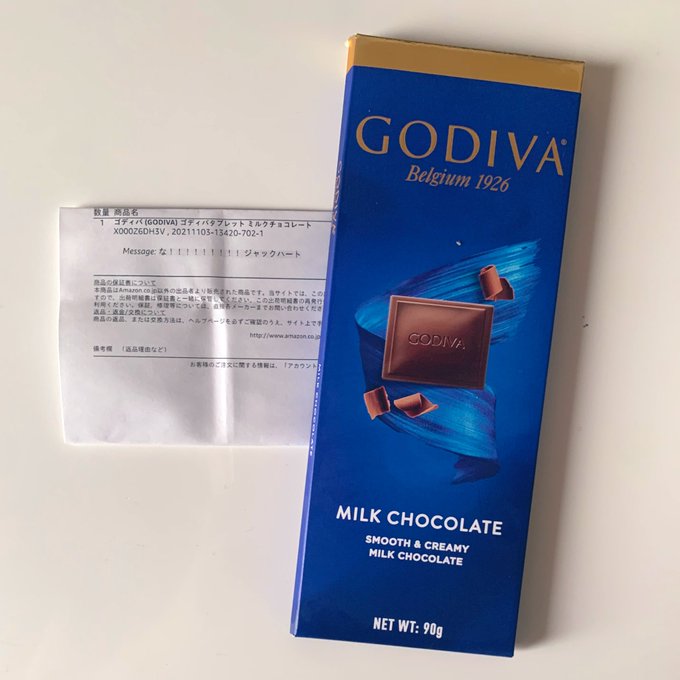 数量 商品名
1 ゴディバ (GODIVA) ゴディバタブレット ミルクチョコレート
X000Z6DH3V , 20211103-13420-702-1
Message: な!!!!!!!!! ジャックハート
商品の保証書について
本商品はAmazon.co.jp以外の出品者より販売された商品です。当サイトでは、この
すので、出荷明細書は保証書と一緒に保管してください。この出荷明細書の再発行
利用ください。保証、修理等については、直接各メーカーまでお問い合わせくださ
返品・返金/交換について
商品の返品、または交換方法は、ヘルプページを必ずご確認のうえ、サイト上で手
http://www.amazon.co.jp
備考欄 (返品理由など)
お客様のご注文に関する情報は、「アカウント
GODIVA®
Belgium 1926
GODIVA
MILK CHOCOLATE
SMOOTH & CREAMY
MILK CHOCOLATE
NET WT: 90g
GODIVA
MILK CHOCOLATE